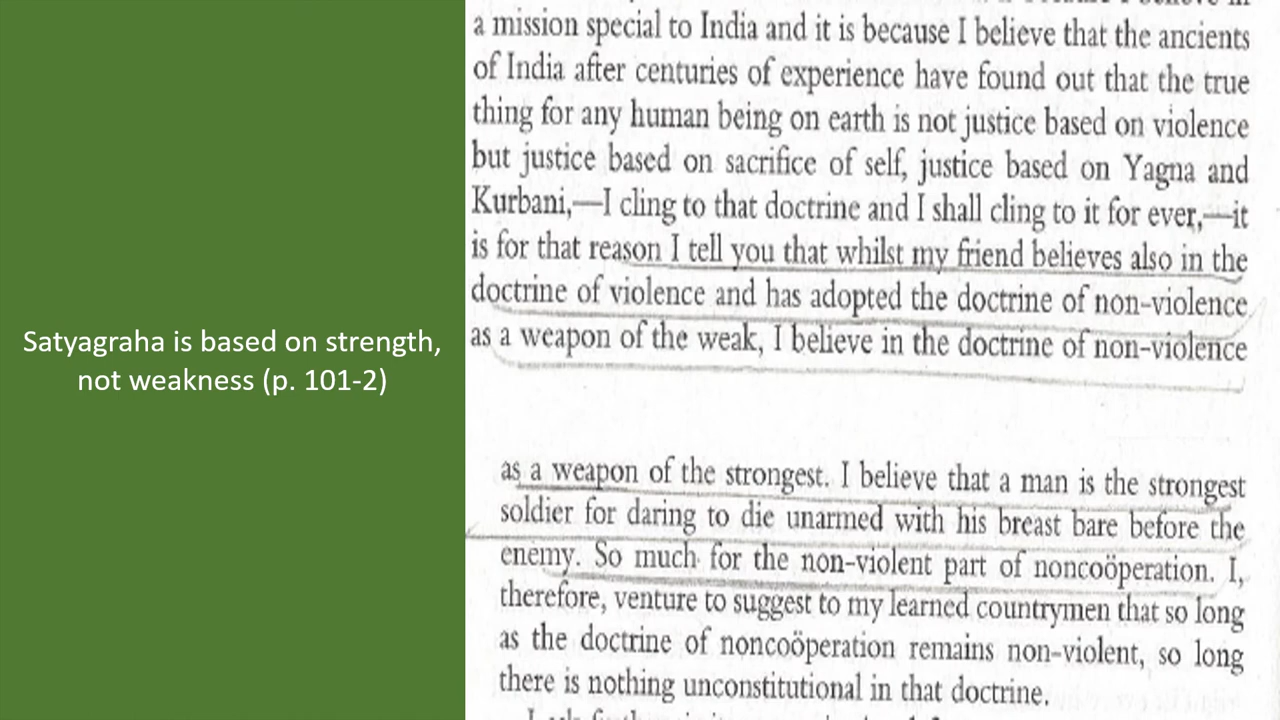 Satyagraha is based on strength,
not weakness (p. 101-2)
a mission special to India and it is because I believe that the ancients
of India after centuries of experience have found out that the true
thing for any human being on earth is not justice based on violence
but justice based on sacrifice of self, justice based on Yagna and
Kurbani,—I cling to that doctrine and I shall cling to it for ever,—it
is for that reason I tell you that whilst my friend believes also in the
doctrine of violence and has adopted the doctrine of non-violence
as a weapon of the weak, I believe in the doctrine of non-violence
as a weapon of the strongest. I believe that a man is the strongest
soldier for daring to die unarmed with his breast bare before the
enemy. So much for the non-violent part of noncoöperation. I,
therefore, venture to suggest to my learned countrymen that so long
as the doctrine of noncoöperation remains non-violent, so long
there is nothing unconstitutional in that doctrine.